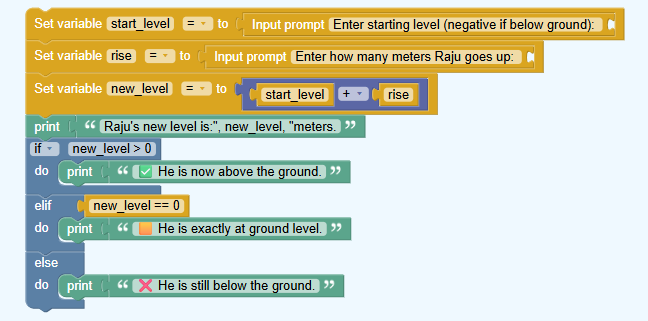 Set variable start_level = to Input prompt Enter starting level (negative if below ground):
Set variable rise = to Input prompt Enter how many meters Raju goes up:
Set variable new_level = to start_level + rise
print “ Raju's new level is:", new_level, "meters. ”
if new_level > 0
do print “ ✅ He is now above the ground. ”
elif new_level == 0
do print “ 🟧 He is exactly at ground level. ”
else
do print “ ❌ He is still below the ground. ”